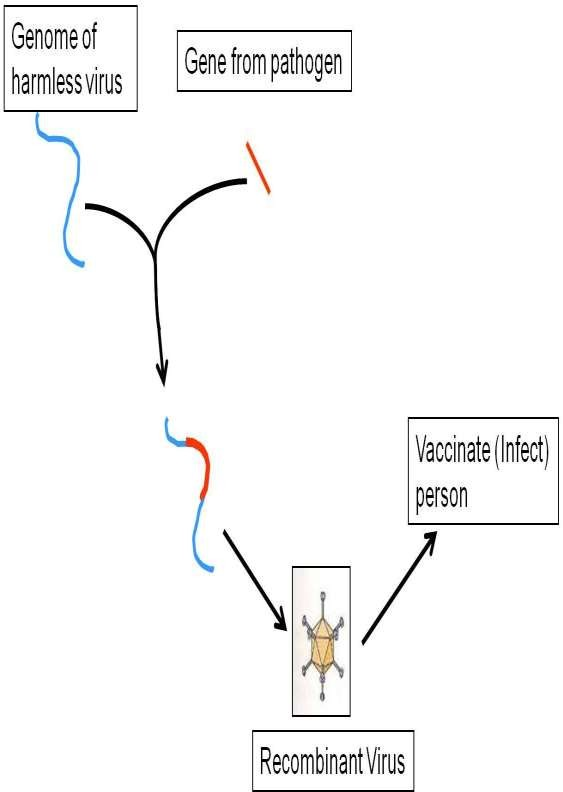 Genome of
harmless virus
Gene from pathogen
Vaccinate (Infect)
person
Recombinant Virus